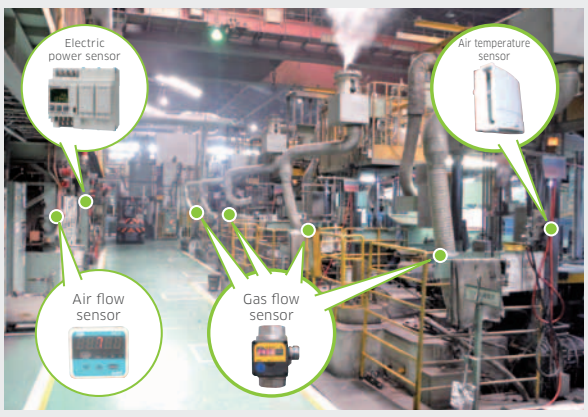 Electric
power sensor
Air temperature
sensor
Air flow
sensor
Gas flow
sensor